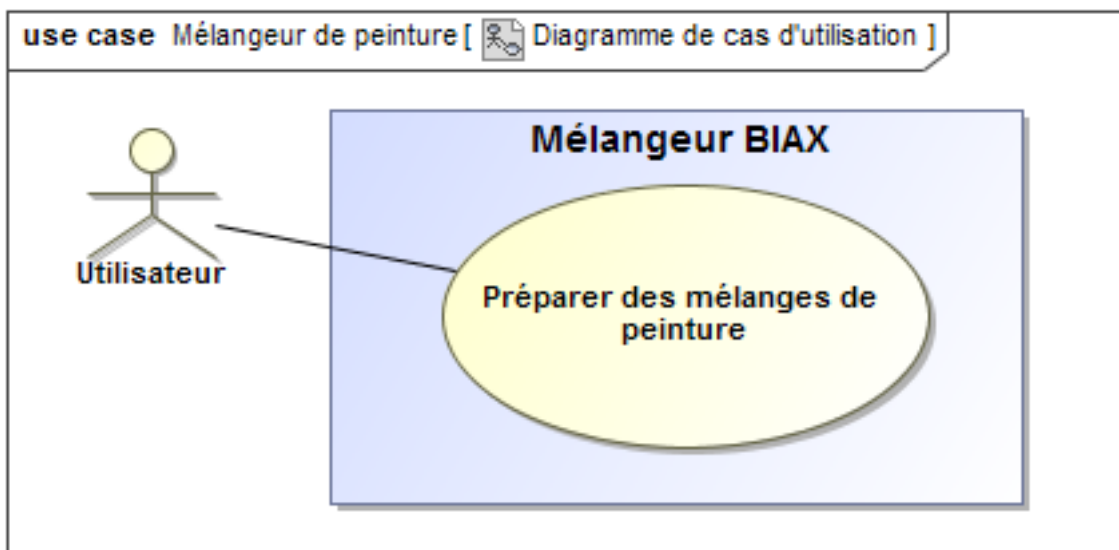 use case Mélangeur de peinture [ Diagramme de cas d'utilisation ]
Mélangeur BIAX
Utilisateur
Préparer des mélanges de
peinture